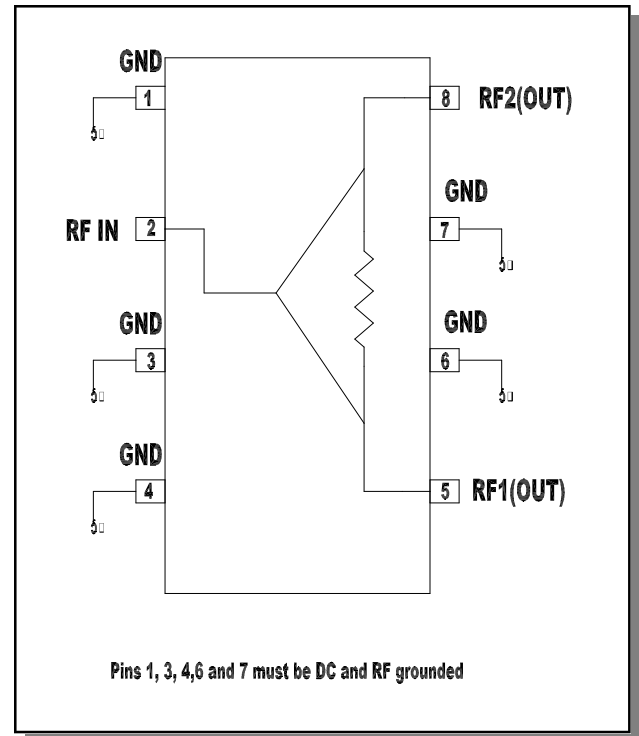 GND
1
8 RF2(OUT)
GND
RF IN 2
7
GND
GND
3
6
GND
4
5 RF1(OUT)
Pins 1, 3, 4,6 and 7 must be DC and RF grounded